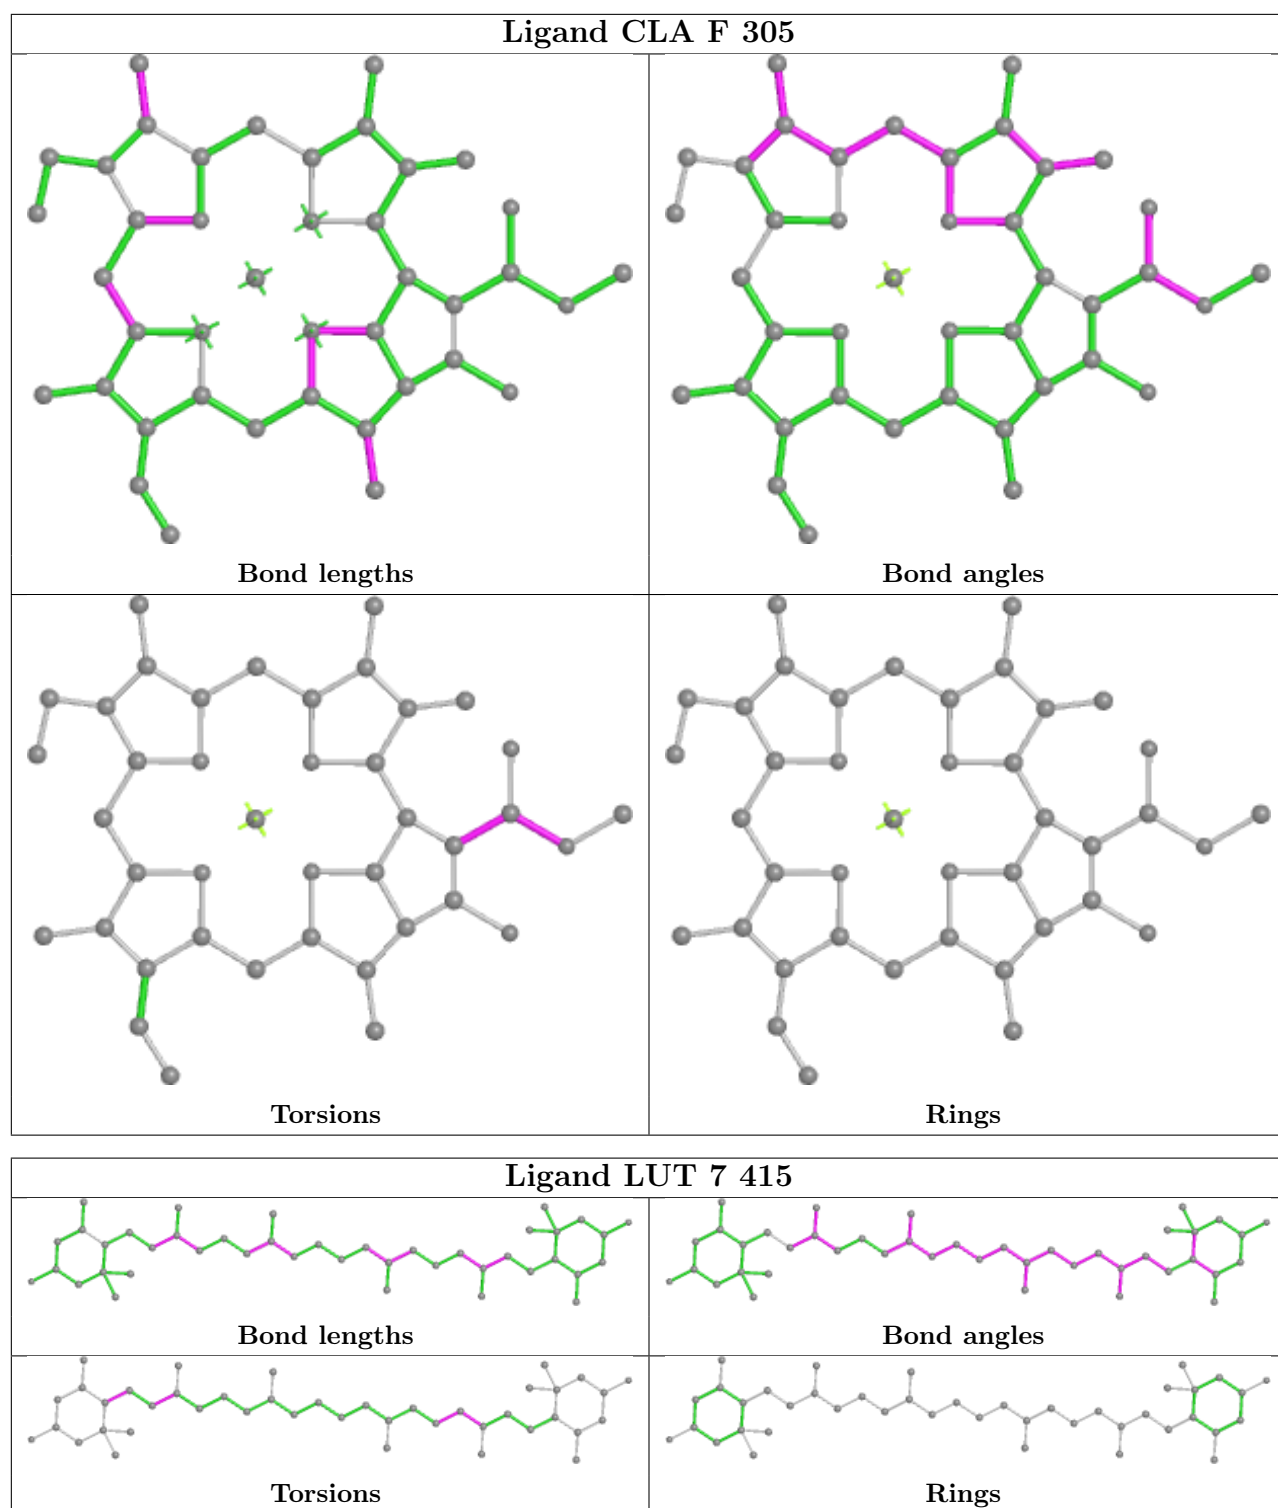 Ligand CLA F 305
Bond lengths
Bond angles
Torsions
Rings
Ligand LUT 7 415
Bond lengths
Bond angles
Torsions
Rings